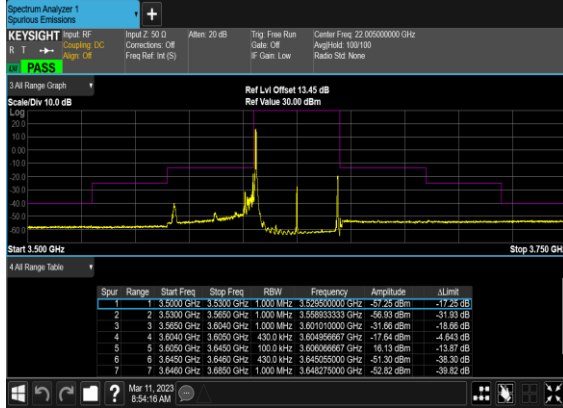 Spectrum Analyzer 1
Spurious Emissions
+
KEYSIGHT
R T
PASS
Input: RF
Coupling: DC
Align: Off
Input Z: 50 Ω
Corrections: Off
Freq Ref: Int (S)
Atten: 20 dB
Trig: Free Run
Gate: Off
IF Gain: Low
Center Freq: 22.005000000 GHz
Avg|Hold: 100/100
Radio Std: None
3 All Range Graph
Scale/Div 10.0 dB
Ref Lvl Offset 13.45 dB
Ref Value 30.00 dBm
Log
20.0
10.0
0.00
-10.0
-20.0
-30.0
-40.0
-50.0
-60.0
Start 3.500 GHz
Stop 3.750 GHz
4 All Range Table
Spur Range Start Freq Stop Freq RBW Frequency Amplitude ΔLimit
1 1 3.5000 GHz 3.5300 GHz 1.000 MHz 3.529500000 GHz -57.25 dBm -17.25 dB
2 2 3.5300 GHz 3.5650 GHz 1.000 MHz 3.558933333 GHz -56.93 dBm -31.93 dB
3 3 3.5650 GHz 3.6040 GHz 1.000 MHz 3.601010000 GHz -31.66 dBm -18.66 dB
4 4 3.6040 GHz 3.6050 GHz 430.0 kHz 3.604956667 GHz -17.64 dBm -4.643 dB
5 5 3.6050 GHz 3.6450 GHz 100.0 kHz 3.606066667 GHz 16.13 dBm -13.87 dB
6 6 3.6450 GHz 3.6460 GHz 430.0 kHz 3.645055000 GHz -51.30 dBm -38.30 dB
7 7 3.6460 GHz 3.6850 GHz 1.000 MHz 3.648275000 GHz -52.82 dBm -39.82 dB
?
Mar 11, 2023
8:54:16 AM